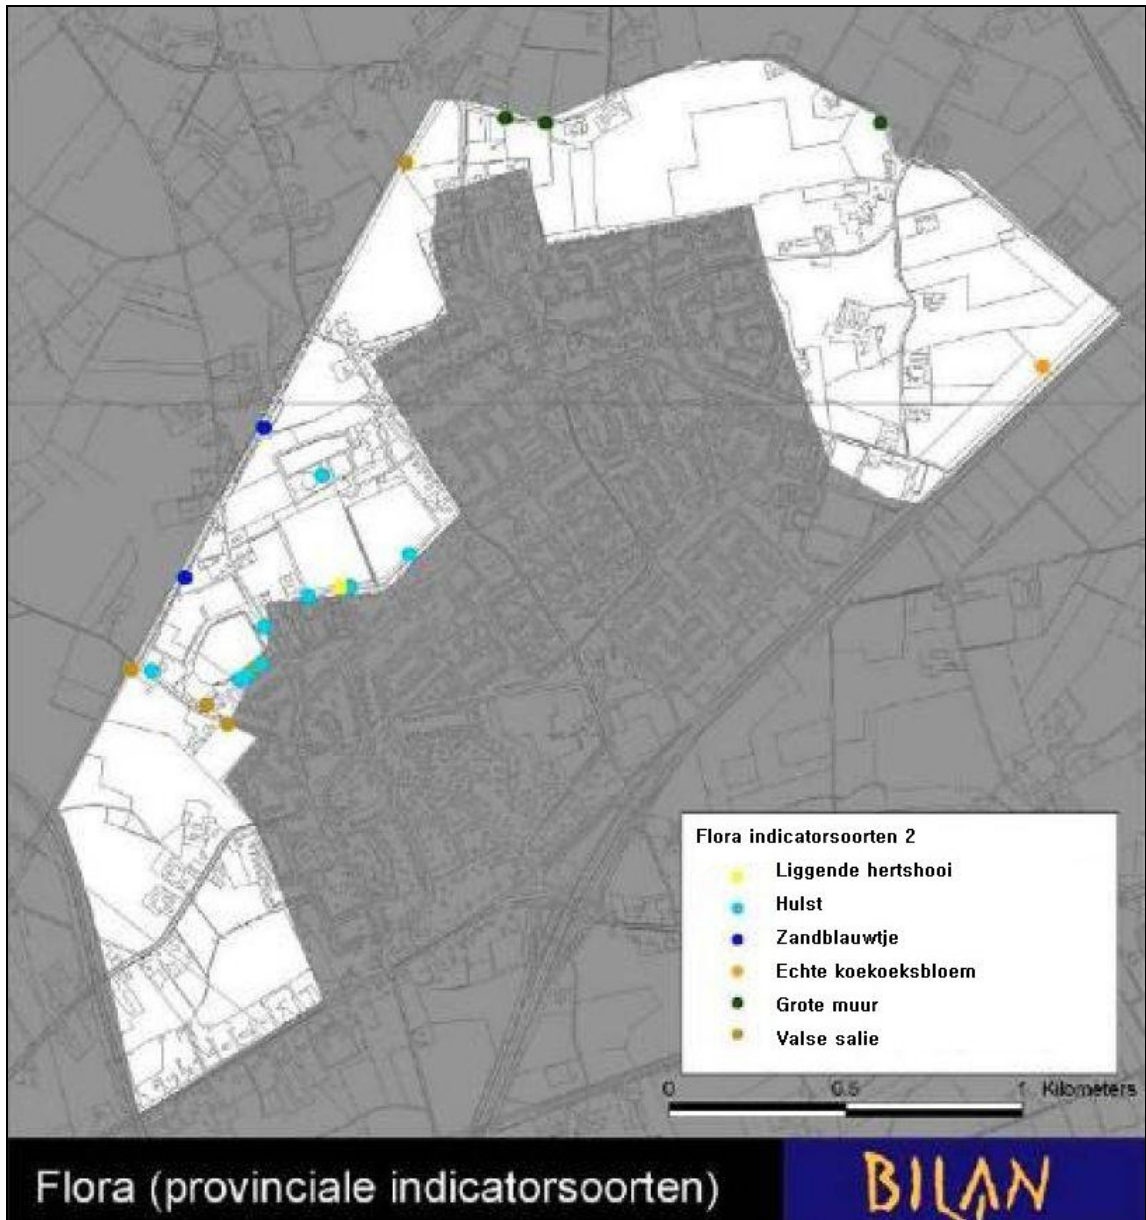 Flora indicatorsoorten 2
Liggende hertshooi
Hulst
Zandblauwtje
Echte koekoeksbloem
Grote muur
Valse salie
0 0.5 1 Kilometers
Flora (provinciale indicatorsoorten)
BILAN